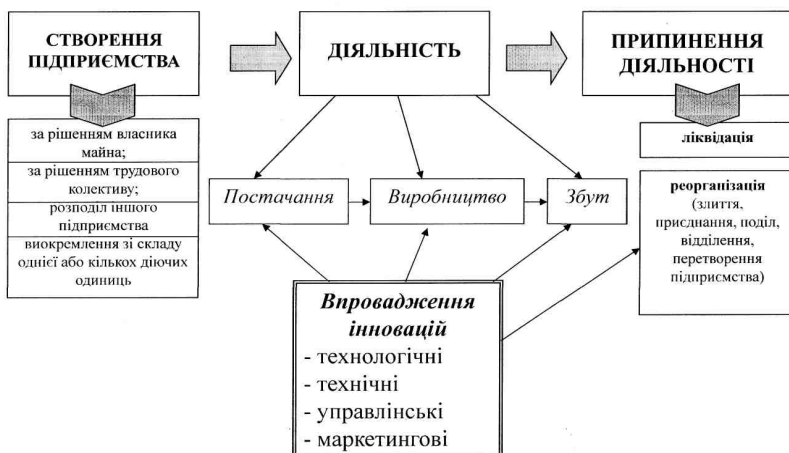 СТВОРЕННЯ
ПІДПРИЄМСТВА
ДІЯЛЬНІСТЬ
ПРИПИНЕННЯ
ДІЯЛЬНОСТІ
за рішенням власника
майна;
за рішенням трудового
колективу;
розподіл іншого
підприємства
виокремлення зі складу
однієї або кількох діючих
одиниць
Постачання
Виробництво
Збут
ліквідація
реорганізація
(злиття,
приєднання, поділ,
відділення,
перетворення
підприємства)
Впровадження
інновацій
- технологічні
- технічні
- управлінські
- маркетингові